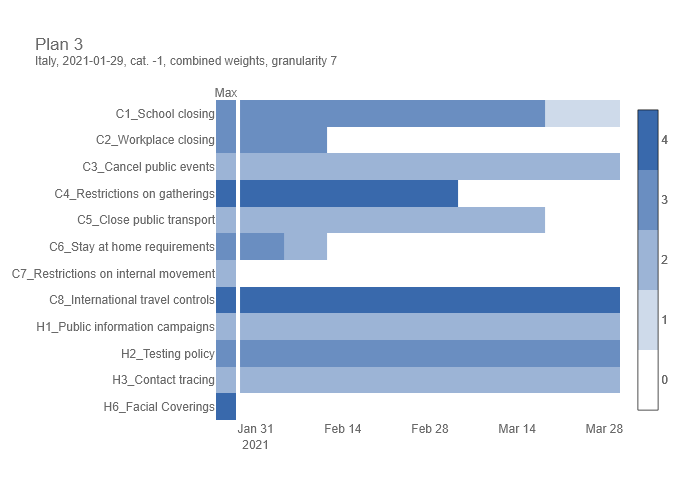 Plan 3
Italy, 2021-01-29, cat. -1, combined weights, granularity 7
Max
C1_School closing
C2_Workplace closing
C3_Cancel public events
C4_Restrictions on gatherings
C5_Close public transport
C6_Stay at home requirements
C7_Restrictions on internal movement
C8_International travel controls
H1_Public information campaigns
H2_Testing policy
H3_Contact tracing
H6_Facial Coverings
Jan 31 Feb 14 Feb 28 Mar 14 Mar 28
2021
4
3
2
1
0